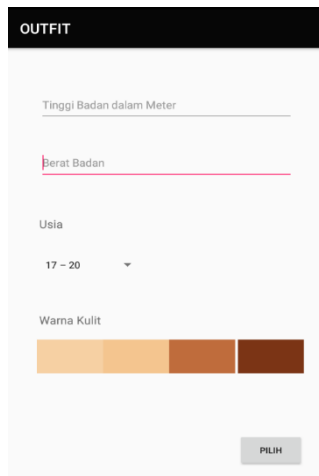 OUTFIT
Tinggi Badan dalam Meter
Berat Badan
Usia
17 – 20
Warna Kulit
PILIH